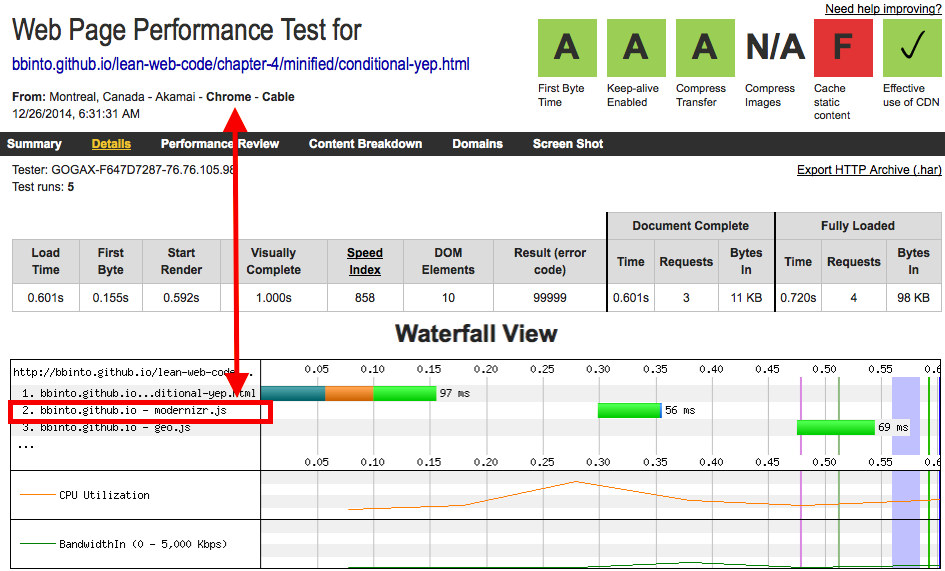 Need help improving?
Web Page Performance Test for
bbinto.github.io/lean-web-code/chapter-4/minified/conditional-yep.html
From: Montreal, Canada - Akamai - Chrome - Cable
12/26/2014, 6:31:31 AM
A A A N/A F ✓
First Byte Time
Keep-alive Enabled
Compress Transfer
Compress Images
Cache static content
Effective use of CDN
Summary Details Performance Review Content Breakdown Domains Screen Shot
Tester: GOGAX-F647D7287-76.76.105.98
Test runs: 5
Export HTTP Archive (.har)
Document Complete Fully Loaded
Load Time First Byte Start Render Visually Complete Speed Index DOM Elements Result (error code) Time Requests Bytes In Time Requests Bytes In
0.601s 0.155s 0.592s 1.000s 858 10 99999 0.601s 3 11 KB 0.720s 4 98 KB
Waterfall View
http://bbinto.github.io/lean-web-code... 0.05 0.10 0.15 0.20 0.25 0.30 0.35 0.40 0.45 0.50 0.55 0.6
1. bbinto.github.io...ditional-yep.html 97 ms
2. bbinto.github.io - modernizr.js 56 ms
3. bbinto.github.io - geo.js 69 ms
...
0.05 0.10 0.15 0.20 0.25 0.30 0.35 0.40 0.45 0.50 0.55 0.6
CPU Utilization
BandwidthIn (0 - 5,000 Kbps)